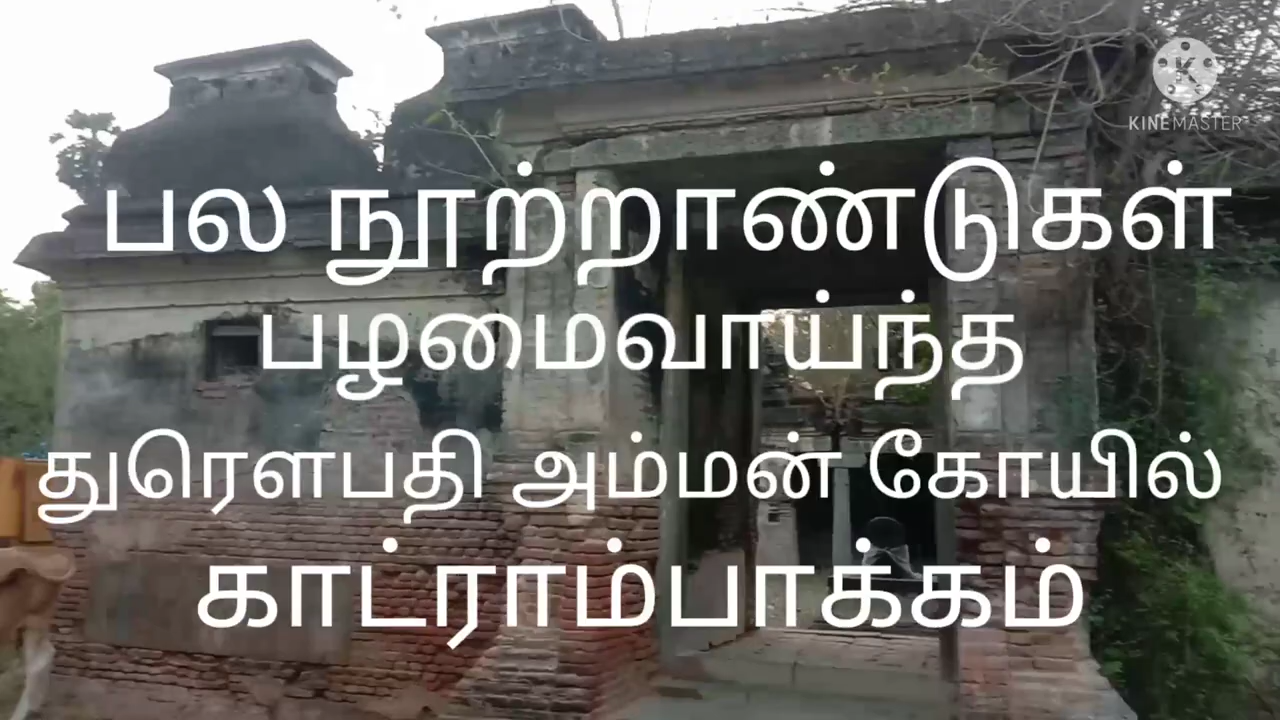 KINEMASTER
பல நூற்றாண்டுகள்
பழமைவாய்ந்த
துரௌபதி அம்மன் கோயில்
காட்ராம்பாக்கம்